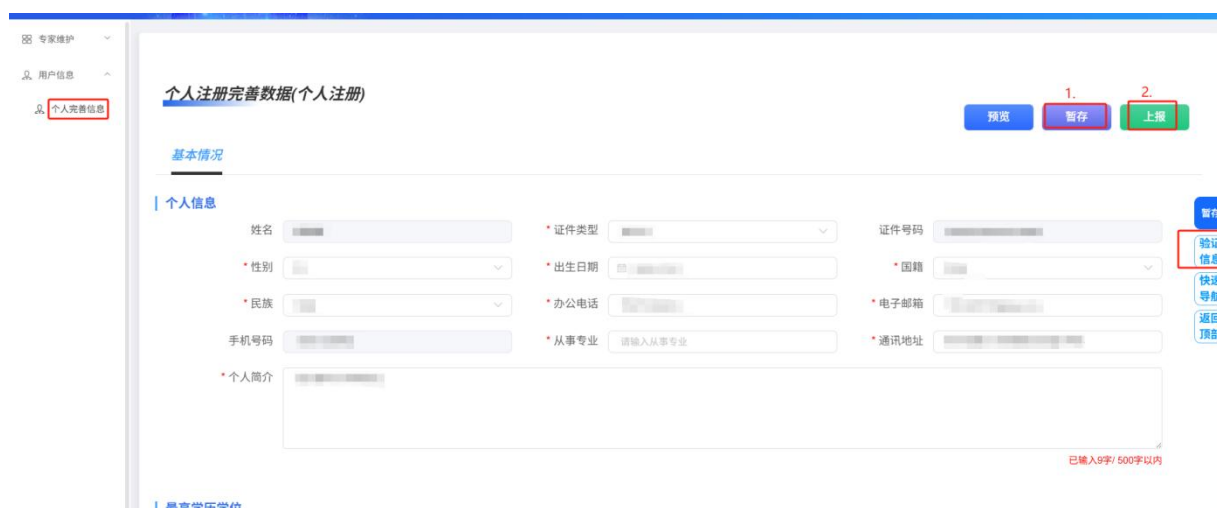 专家维护
用户信息
个人完善信息
个人注册完善数据(个人注册)
1.
2.
预览
暂存
上报
基本情况
个人信息
姓名
* 证件类型
证件号码
* 性别
* 出生日期
* 国籍
* 民族
* 办公电话
* 电子邮箱
手机号码
* 从事专业
请输入从事专业
* 通讯地址
* 个人简介
已输入9字/ 500字以内
暂存
验证
信息
快速
导航
返回
顶部
最高学历学位